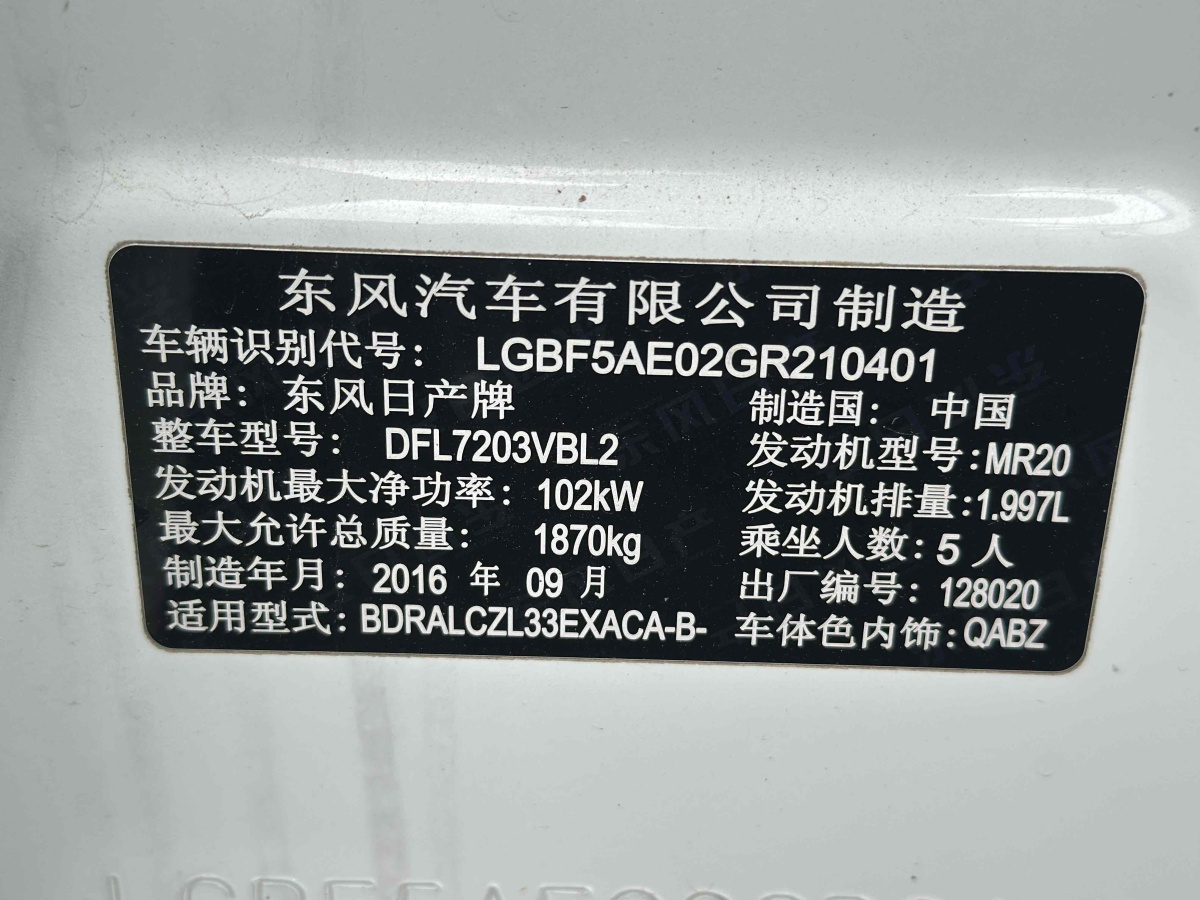 东风汽车有限公司制造
车辆识别代号: LGBF5AE02GR210401
品牌: 东风日产牌 制造国: 中国
整车型号: DFL7203VBL2 发动机型号:MR20
发动机最大净功率: 102kW 发动机排量:1.997L
最大允许总质量: 1870kg 乘坐人数: 5 人
制造年月: 2016 年 09 月 出厂编号: 128020
适用型式: BDRALCZL33EXACA-B- 车体色内饰:QABZ